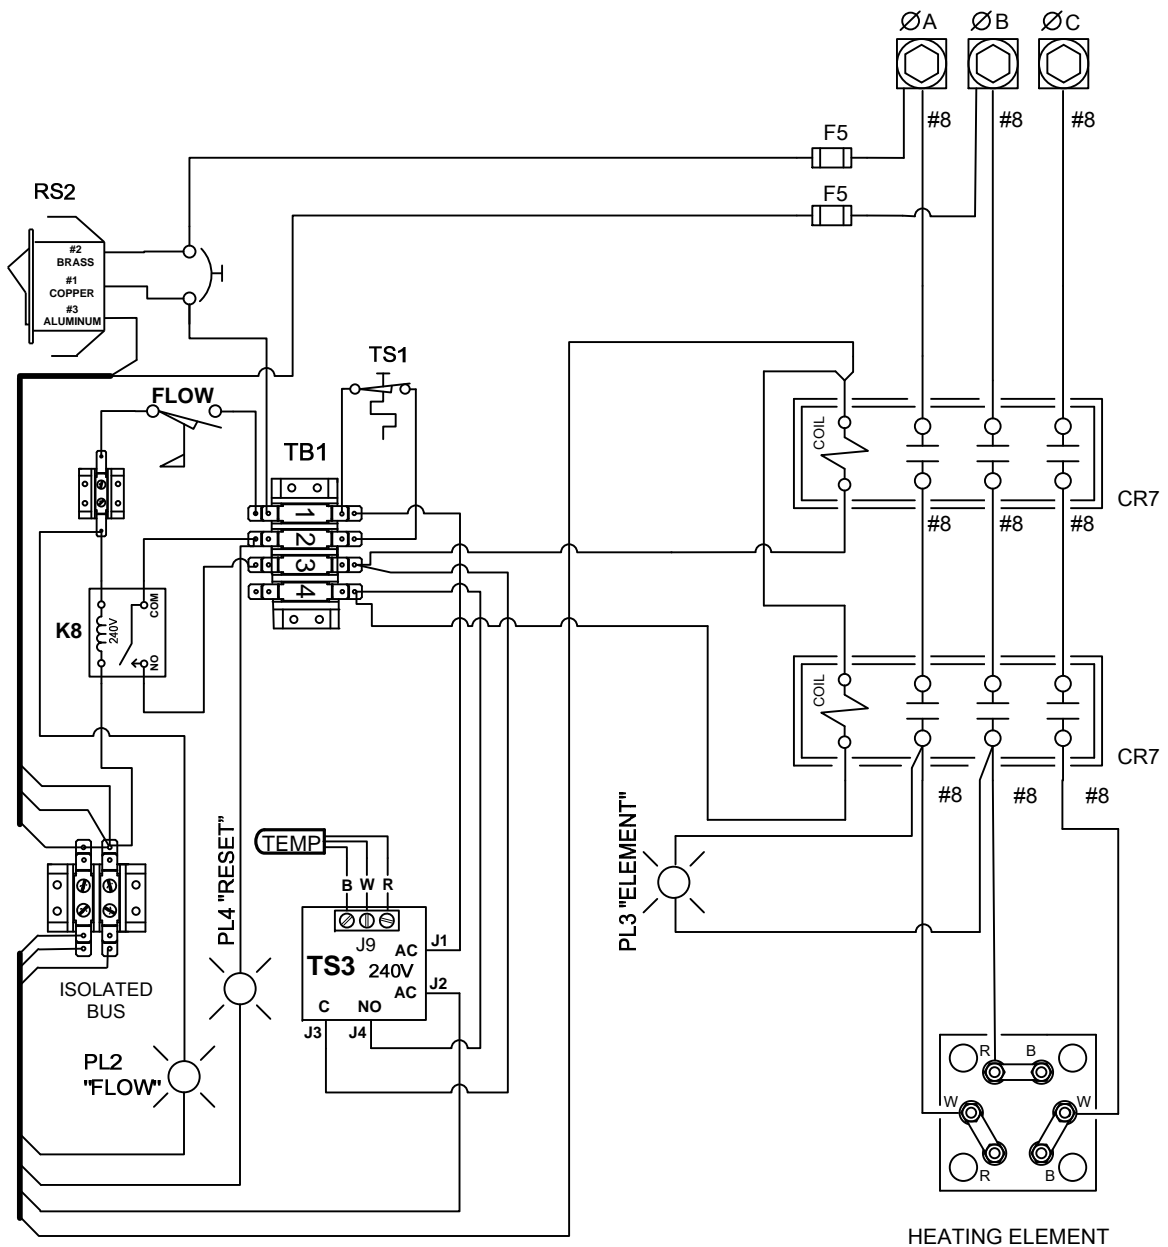 ØA
ØB
ØC
#8
#8
#8
F5
F5
RS2
#2
BRASS
#1
COPPER
#3
ALUMINUM
TS1
FLOW
TB1
COIL
CR7
1
2
3
4
#8
#8
#8
K8
240V
COM
NO
COIL
CR7
#8
#8
#8
TEMP
B W R
PL4 "RESET"
PL3 "ELEMENT"
J9
TS3
240V
AC
J1
AC
J2
C
NO
J3
J4
ISOLATED
BUS
PL2
"FLOW"
R
B
W
W
R
B
HEATING ELEMENT